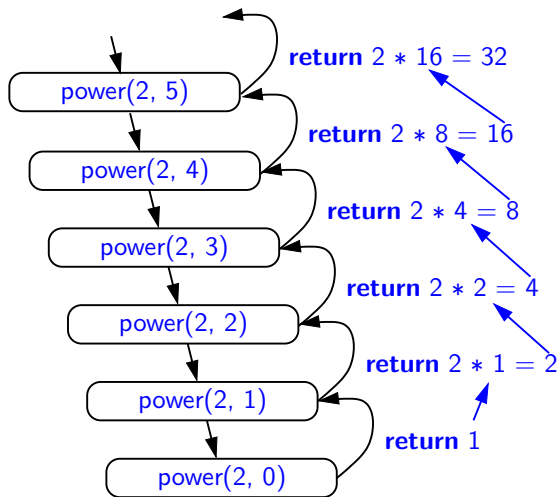 return 2 * 16 = 32
power(2, 5)
return 2 * 8 = 16
power(2, 4)
return 2 * 4 = 8
power(2, 3)
return 2 * 2 = 4
power(2, 2)
return 2 * 1 = 2
power(2, 1)
return 1
power(2, 0)